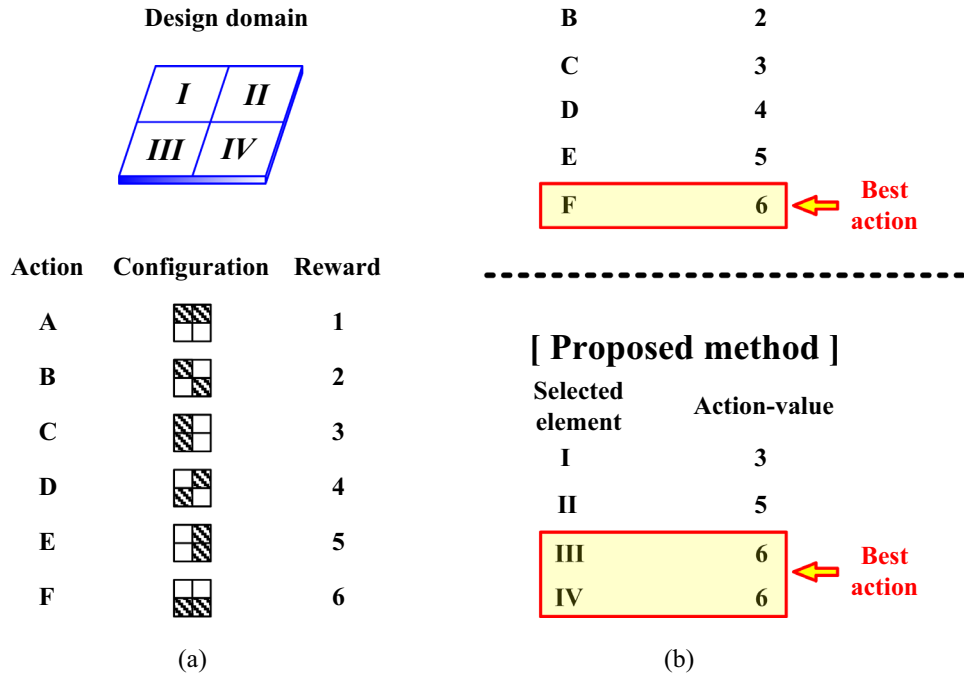 Design domain
I II
III IV
Action Configuration Reward
A 1
B 2
C 3
D 4
E 5
F 6
(a)
B 2
C 3
D 4
E 5
F 6
Best
action
[ Proposed method ]
Selected
element
Action-value
I 3
II 5
III 6
IV 6
Best
action
(b)